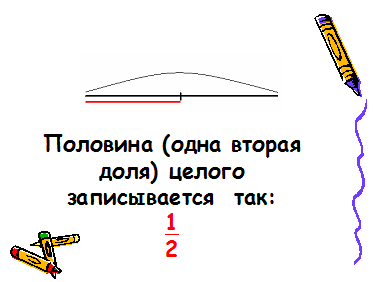 Половина (одна вторая
доля) целого
записывается так:
1
2